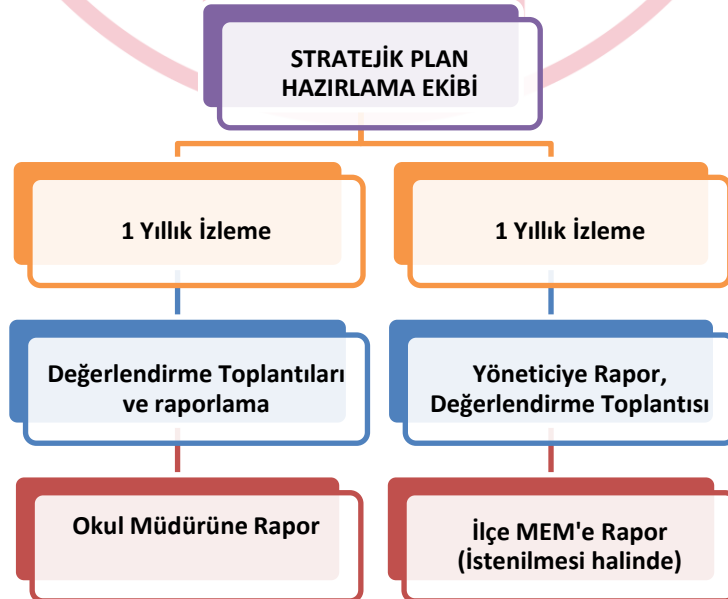 STRATEJİK PLAN
HAZIRLAMA EKİBİ
1 Yıllık İzleme
1 Yıllık İzleme
Değerlendirme Toplantıları
ve raporlama
Yöneticiye Rapor,
Değerlendirme Toplantısı
Okul Müdürüne Rapor
İlçe MEM'e Rapor
(İstenilmesi halinde)